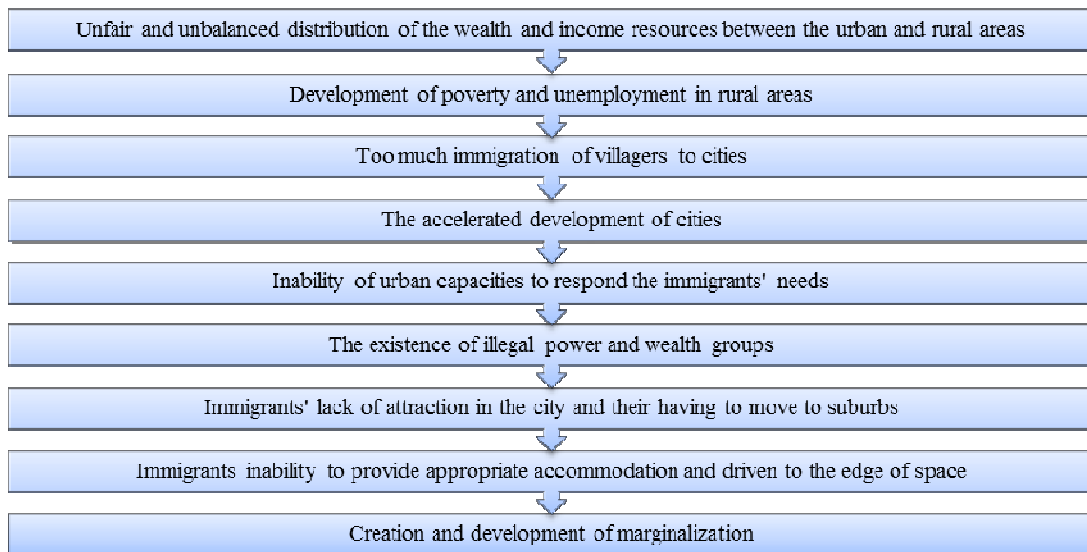 Unfair and unbalanced distribution of the wealth and income resources between the urban and rural areas
Development of poverty and unemployment in rural areas
Too much immigration of villagers to cities
The accelerated development of cities
Inability of urban capacities to respond the immigrants' needs
The existence of illegal power and wealth groups
Immigrants' lack of attraction in the city and their having to move to suburbs
Immigrants inability to provide appropriate accommodation and driven to the edge of space
Creation and development of marginalization